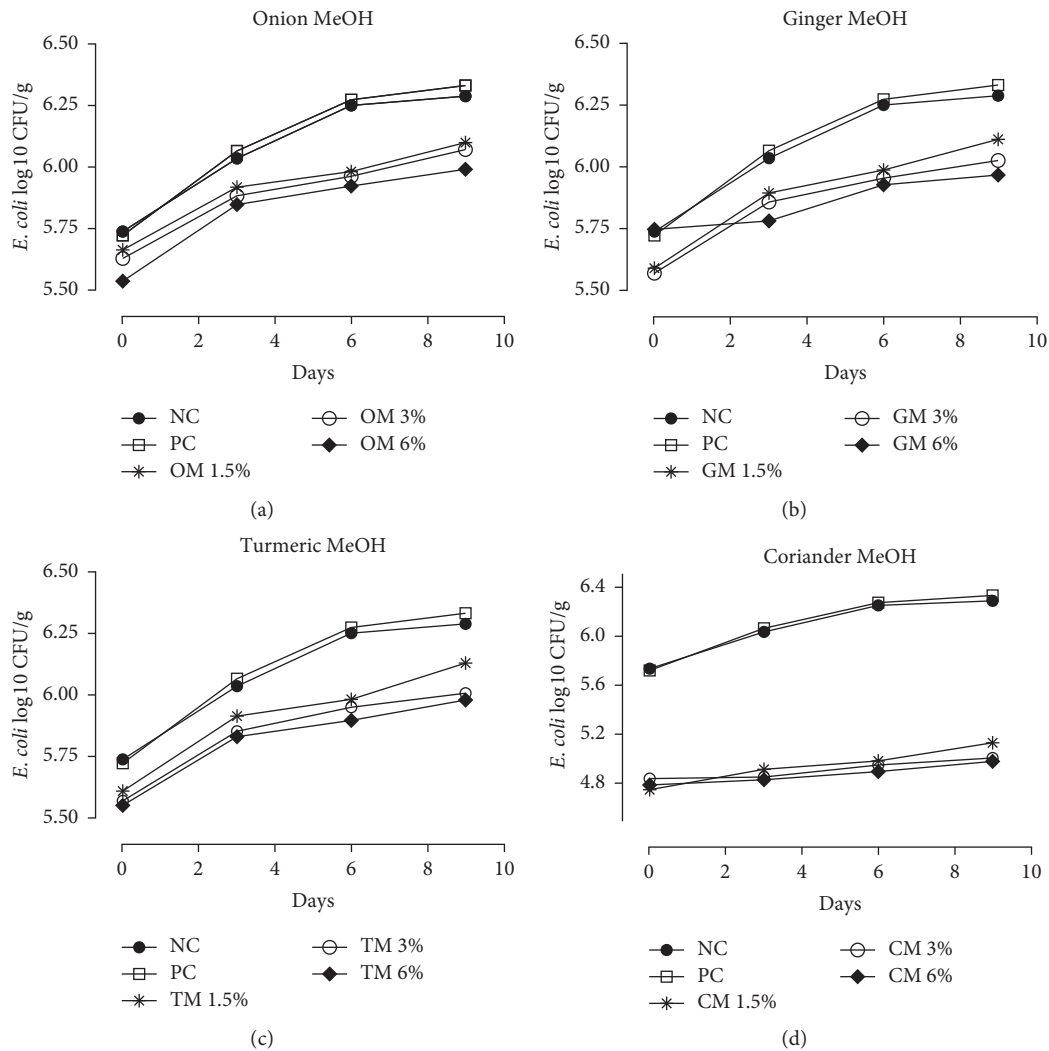 Onion MeOH
6.50
6.25
6.00
5.75
5.50
E. coli log10 CFU/g
0 2 4 6 8 10
Days
NC
PC
OM 1.5%
OM 3%
OM 6%
(a)
Ginger MeOH
6.50
6.25
6.00
5.75
5.50
E. coli log10 CFU/g
0 2 4 6 8 10
Days
NC
PC
GM 1.5%
GM 3%
GM 6%
(b)
Turmeric MeOH
6.50
6.25
6.00
5.75
5.50
E. coli log10 CFU/g
0 2 4 6 8 10
Days
NC
PC
TM 1.5%
TM 3%
TM 6%
(c)
Coriander MeOH
6.4
6.0
5.6
5.2
4.8
E. coli log10 CFU/g
0 2 4 6 8 10
Days
NC
PC
CM 1.5%
CM 3%
CM 6%
(d)